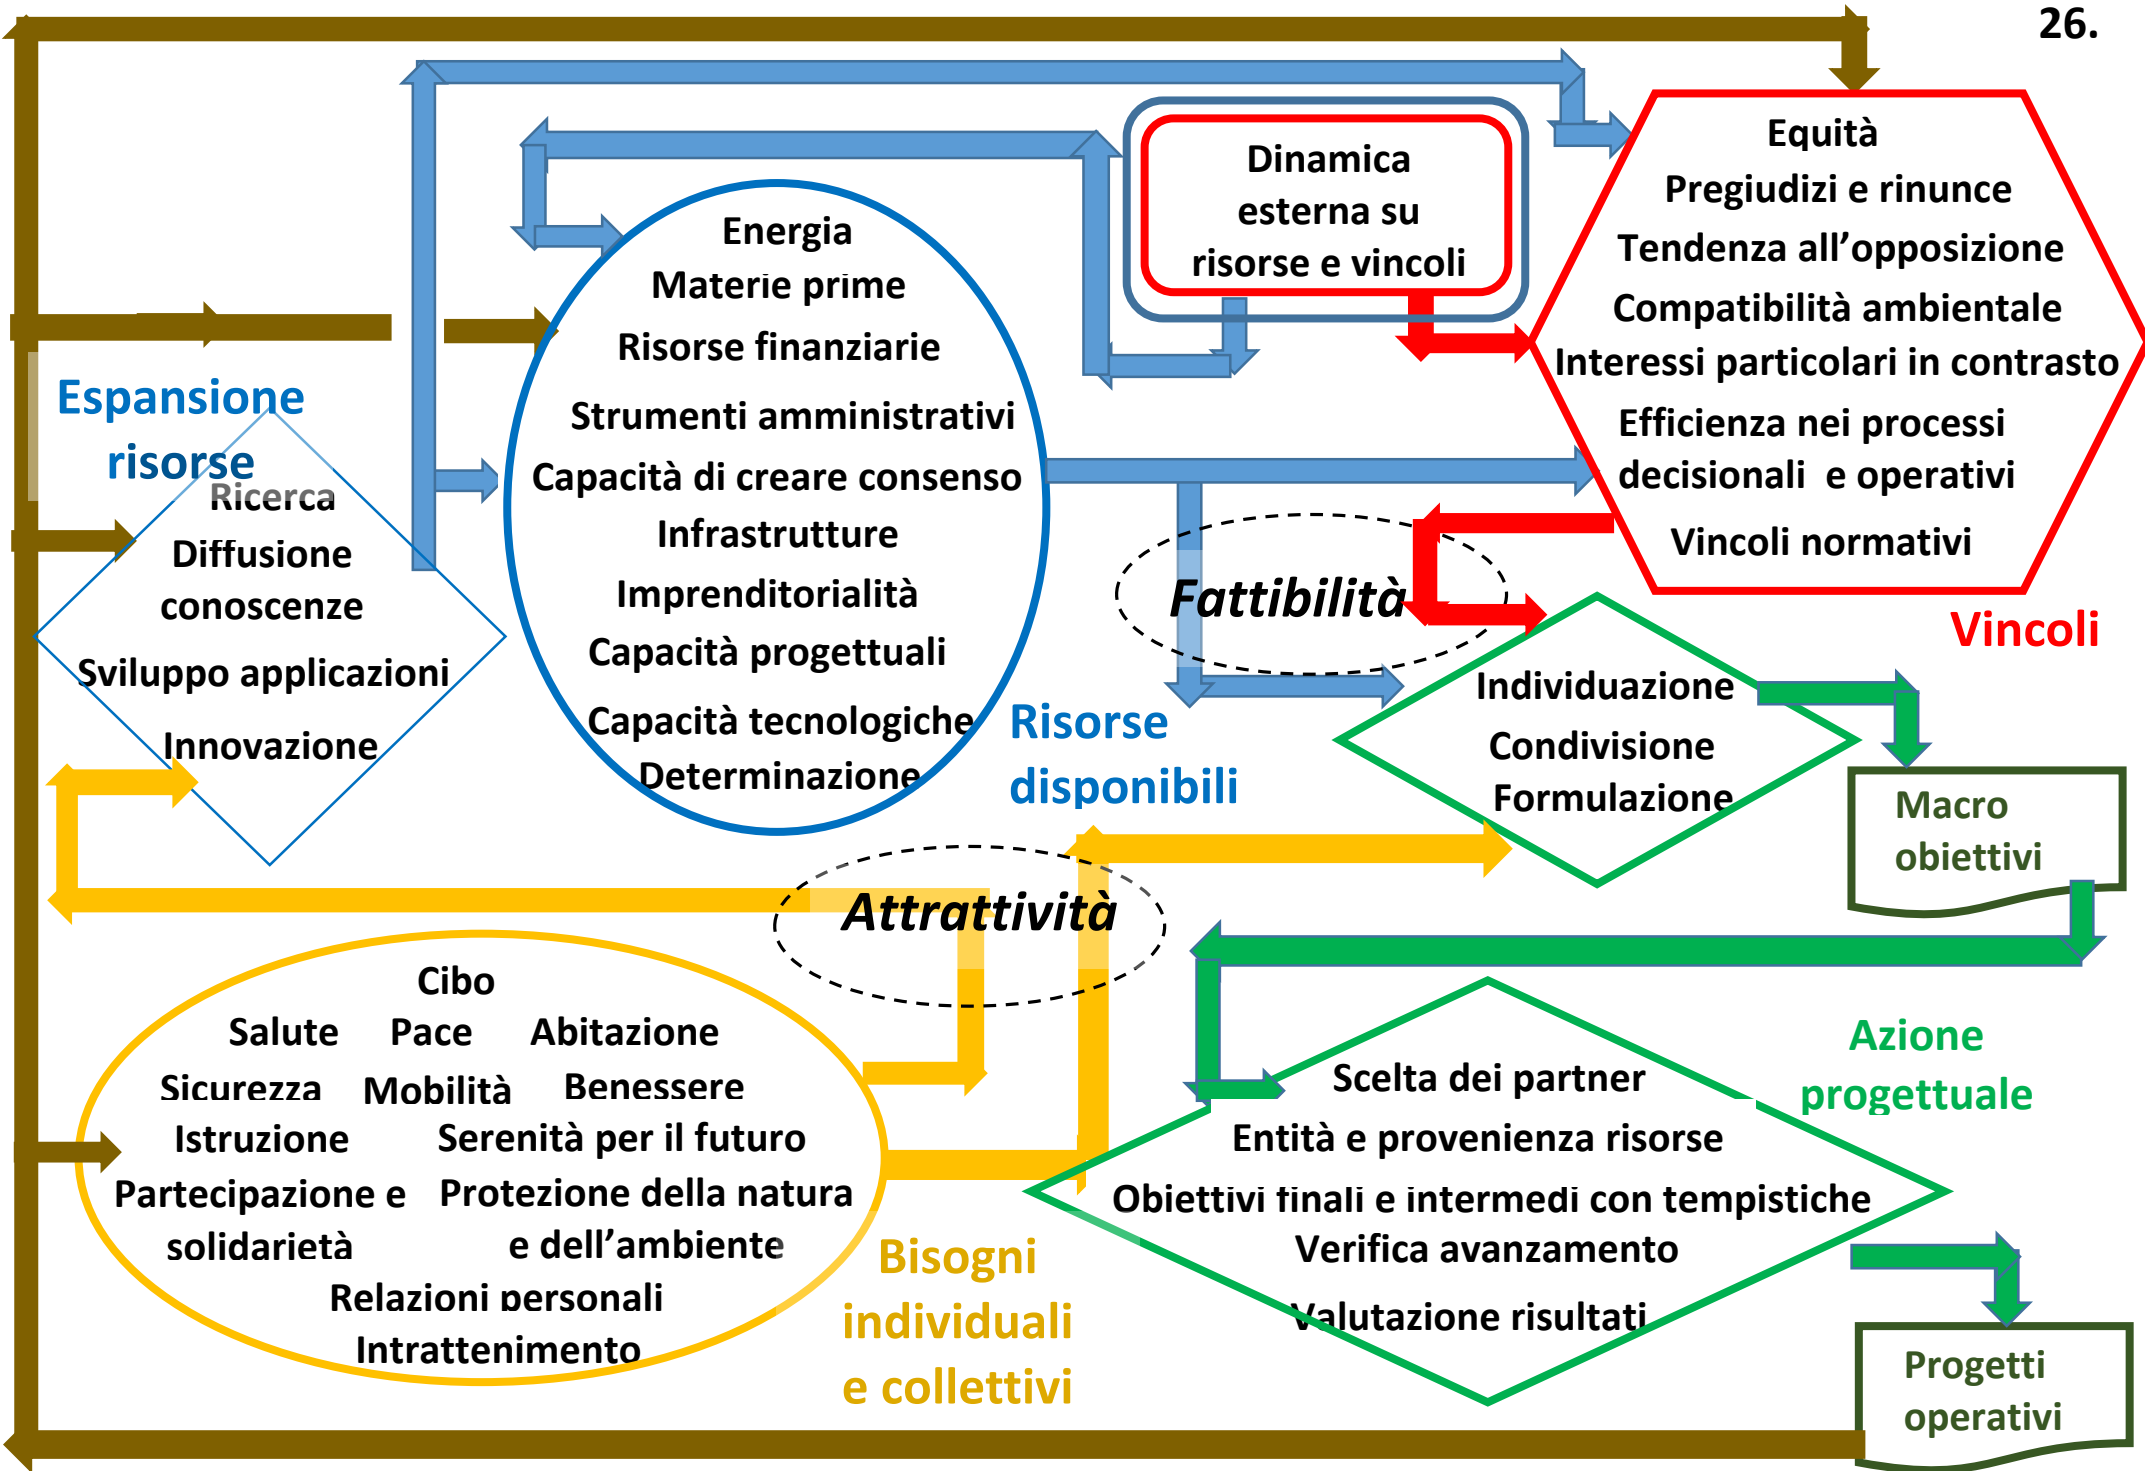 26.
Equità
Pregiudizi e rinunce
Tendenza all’opposizione
Compatibilità ambientale
Interessi particolari in contrasto
Efficienza nei processi
decisionali e operativi
Vincoli normativi
Vincoli
Dinamica
esterna su
risorse e vincoli
Energia
Materie prime
Risorse finanziarie
Strumenti amministrativi
Capacità di creare consenso
Infrastrutture
Imprenditorialità
Capacità progettuali
Capacità tecnologiche
Determinazione
Risorse
disponibili
Espansione
risorse
Ricerca
Diffusione
conoscenze
Sviluppo applicazioni
Innovazione
Fattibilità
Individuazione
Condivisione
Formulazione
Macro
obiettivi
Attrattività
Cibo
Salute Pace Abitazione
Sicurezza Mobilità Benessere
Istruzione Serenità per il futuro
Partecipazione e Protezione della natura
solidarietà e dell’ambiente
Relazioni personali
Intrattenimento
Bisogni
individuali
e collettivi
Azione
progettuale
Scelta dei partner
Entità e provenienza risorse
Obiettivi finali e intermedi con tempistiche
Verifica avanzamento
Valutazione risultati
Progetti
operativi